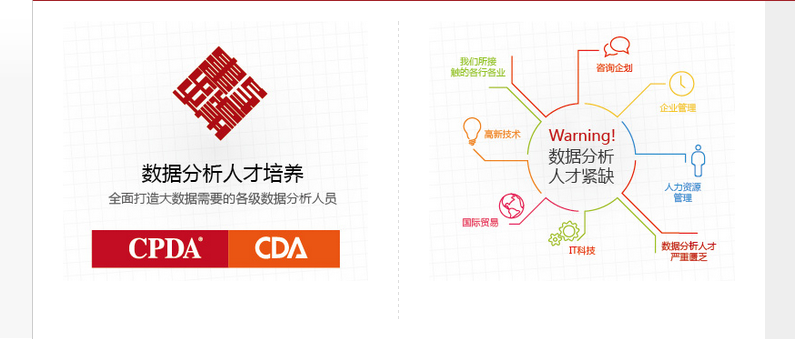 数据分析人才培养
全面打造大数据需要的各级数据分析人员
CPDA®
CDA
我们所接
触的各行各业
咨询企划
企业管理
高新技术
Warning!
数据分析
人才紧缺
人力资源
管理
国际贸易
IT科技
数据分析人才
严重匮乏